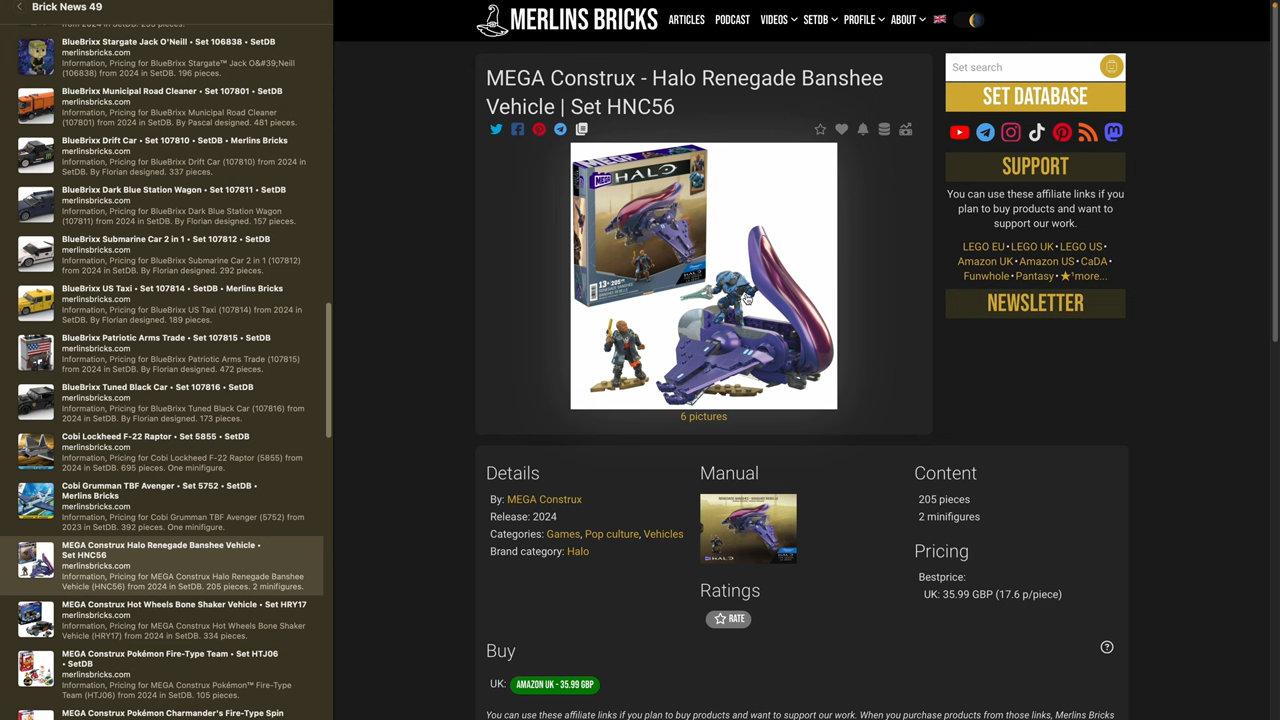 Brick News 49
BlueBrixx Stargate Jack O'Neill • Set 106838 • SetDB
merlinsbricks.com
Information, Pricing for BlueBrixx Stargate™ Jack O&#39;Neill
(106838) from 2024 in SetDB. 196 pieces.
BlueBrixx Municipal Road Cleaner • Set 107801 • SetDB
merlinsbricks.com
Information, Pricing for BlueBrixx Municipal Road Cleaner
(107801) from 2024 in SetDB. By Pascal designed. 481 pieces.
BlueBrixx Drift Car • Set 107810 • SetDB • Merlins Bricks
merlinsbricks.com
Information, Pricing for BlueBrixx Drift Car (107810) from 2024 in
SetDB. By Florian designed. 337 pieces.
BlueBrixx Dark Blue Station Wagon • Set 107811 • SetDB
merlinsbricks.com
Information, Pricing for BlueBrixx Dark Blue Station Wagon
(107811) from 2024 in SetDB. By Florian designed. 157 pieces.
BlueBrixx Submarine Car 2 in 1 • Set 107812 • SetDB
merlinsbricks.com
Information, Pricing for BlueBrixx Submarine Car 2 in 1 (107812)
from 2024 in SetDB. By Florian designed. 292 pieces.
BlueBrixx US Taxi • Set 107814 • SetDB • Merlins Bricks
merlinsbricks.com
Information, Pricing for BlueBrixx US Taxi (107814) from 2024 in
SetDB. By Florian designed. 189 pieces.
BlueBrixx Patriotic Arms Trade • Set 107815 • SetDB
merlinsbricks.com
Information, Pricing for BlueBrixx Patriotic Arms Trade (107815)
from 2024 in SetDB. By Florian designed. 472 pieces.
BlueBrixx Tuned Black Car • Set 107816 • SetDB
merlinsbricks.com
Information, Pricing for BlueBrixx Tuned Black Car (107816) from
2024 in SetDB. By Florian designed. 173 pieces.
Cobi Lockheed F-22 Raptor • Set 5855 • SetDB
merlinsbricks.com
Information, Pricing for Cobi Lockheed F-22 Raptor (5855) from
2024 in SetDB. 695 pieces. One minifigure.
Cobi Grumman TBF Avenger • Set 5752 • SetDB •
Merlins Bricks
merlinsbricks.com
Information, Pricing for Cobi Grumman TBF Avenger (5752) from
2023 in SetDB. 392 pieces. One minifigure.
MEGA Construx Halo Renegade Banshee Vehicle •
Set HNC56
merlinsbricks.com
Information, Pricing for MEGA Construx Halo Renegade Banshee
Vehicle (HNC56) from 2024 in SetDB. 205 pieces. 2 minifigures.
MEGA Construx Hot Wheels Bone Shaker Vehicle • Set HRY17
merlinsbricks.com
Information, Pricing for MEGA Construx Hot Wheels Bone Shaker
Vehicle (HRY17) from 2024 in SetDB. 334 pieces.
MEGA Construx Pokémon Fire-Type Team • Set HTJ06
• SetDB
merlinsbricks.com
Information, Pricing for MEGA Construx Pokémon™ Fire-Type
Team (HTJ06) from 2024 in SetDB. 105 pieces.
MEGA Construx Pokémon Charmander's Fire-Type Spin
MERLINS BRICKS
ARTICLES PODCAST VIDEOS SETDB PROFILE ABOUT
MEGA Construx - Halo Renegade Banshee
Vehicle | Set HNC56
MEGA
HALO
MEGA
13+ 205
HALO
6 pictures
Details
By: MEGA Construx
Release: 2024
Categories: Games, Pop culture, Vehicles
Brand category: Halo
Manual
HALO
Ratings
RATE
Content
205 pieces
2 minifigures
Pricing
Bestprice:
UK: 35.99 GBP (17.6 p/piece)
Buy
?
UK: AMAZON UK - 35.99 GBP
You can use these affiliate links if you plan to buy products and want to support our work. When you purchase products from those links, Merlins Bricks
Set search
SET DATABASE
SUPPORT
You can use these affiliate links if you
plan to buy products and want to
support our work.
LEGO EU • LEGO UK • LEGO US •
Amazon UK • Amazon US • CaDA •
Funwhole • Pantasy • ★¹more...
NEWSLETTER